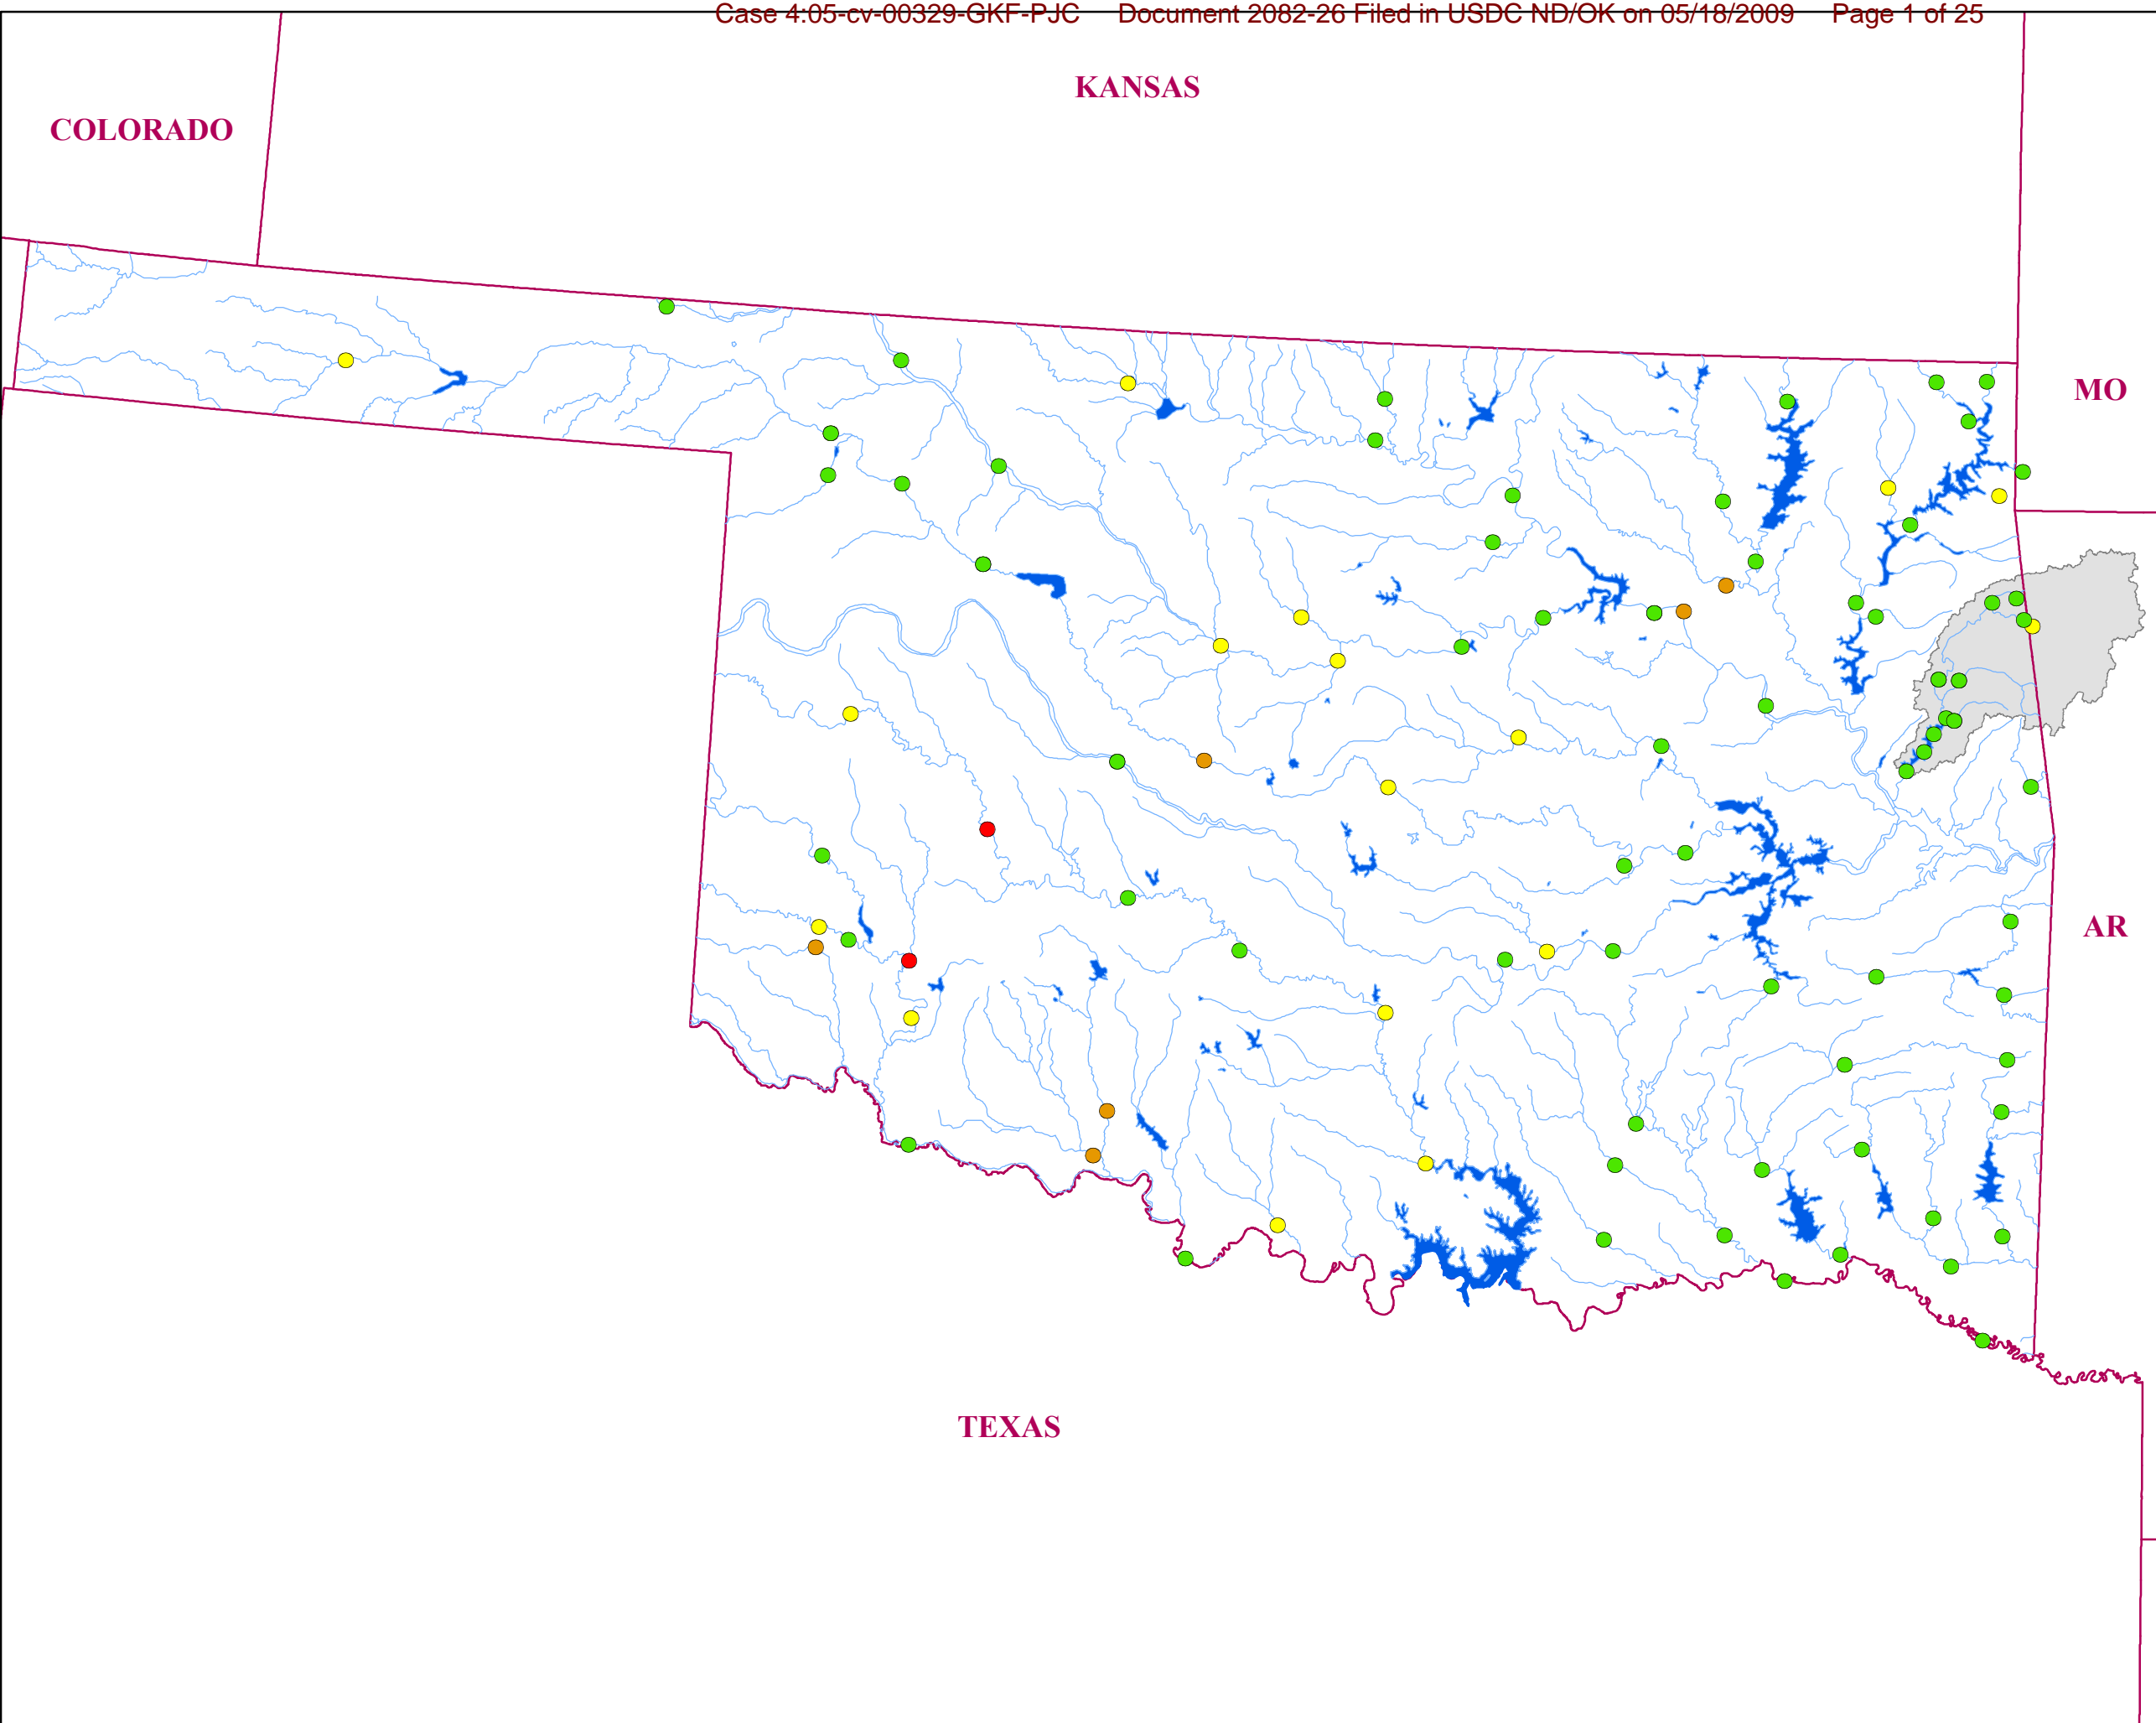 Case 4:05-cv-00329-GKF-PJC Document 2082-26 Filed in USDC ND/OK on 05/18/2009 Page 1 of 25
KANSAS
COLORADO
MO
AR
TEXAS